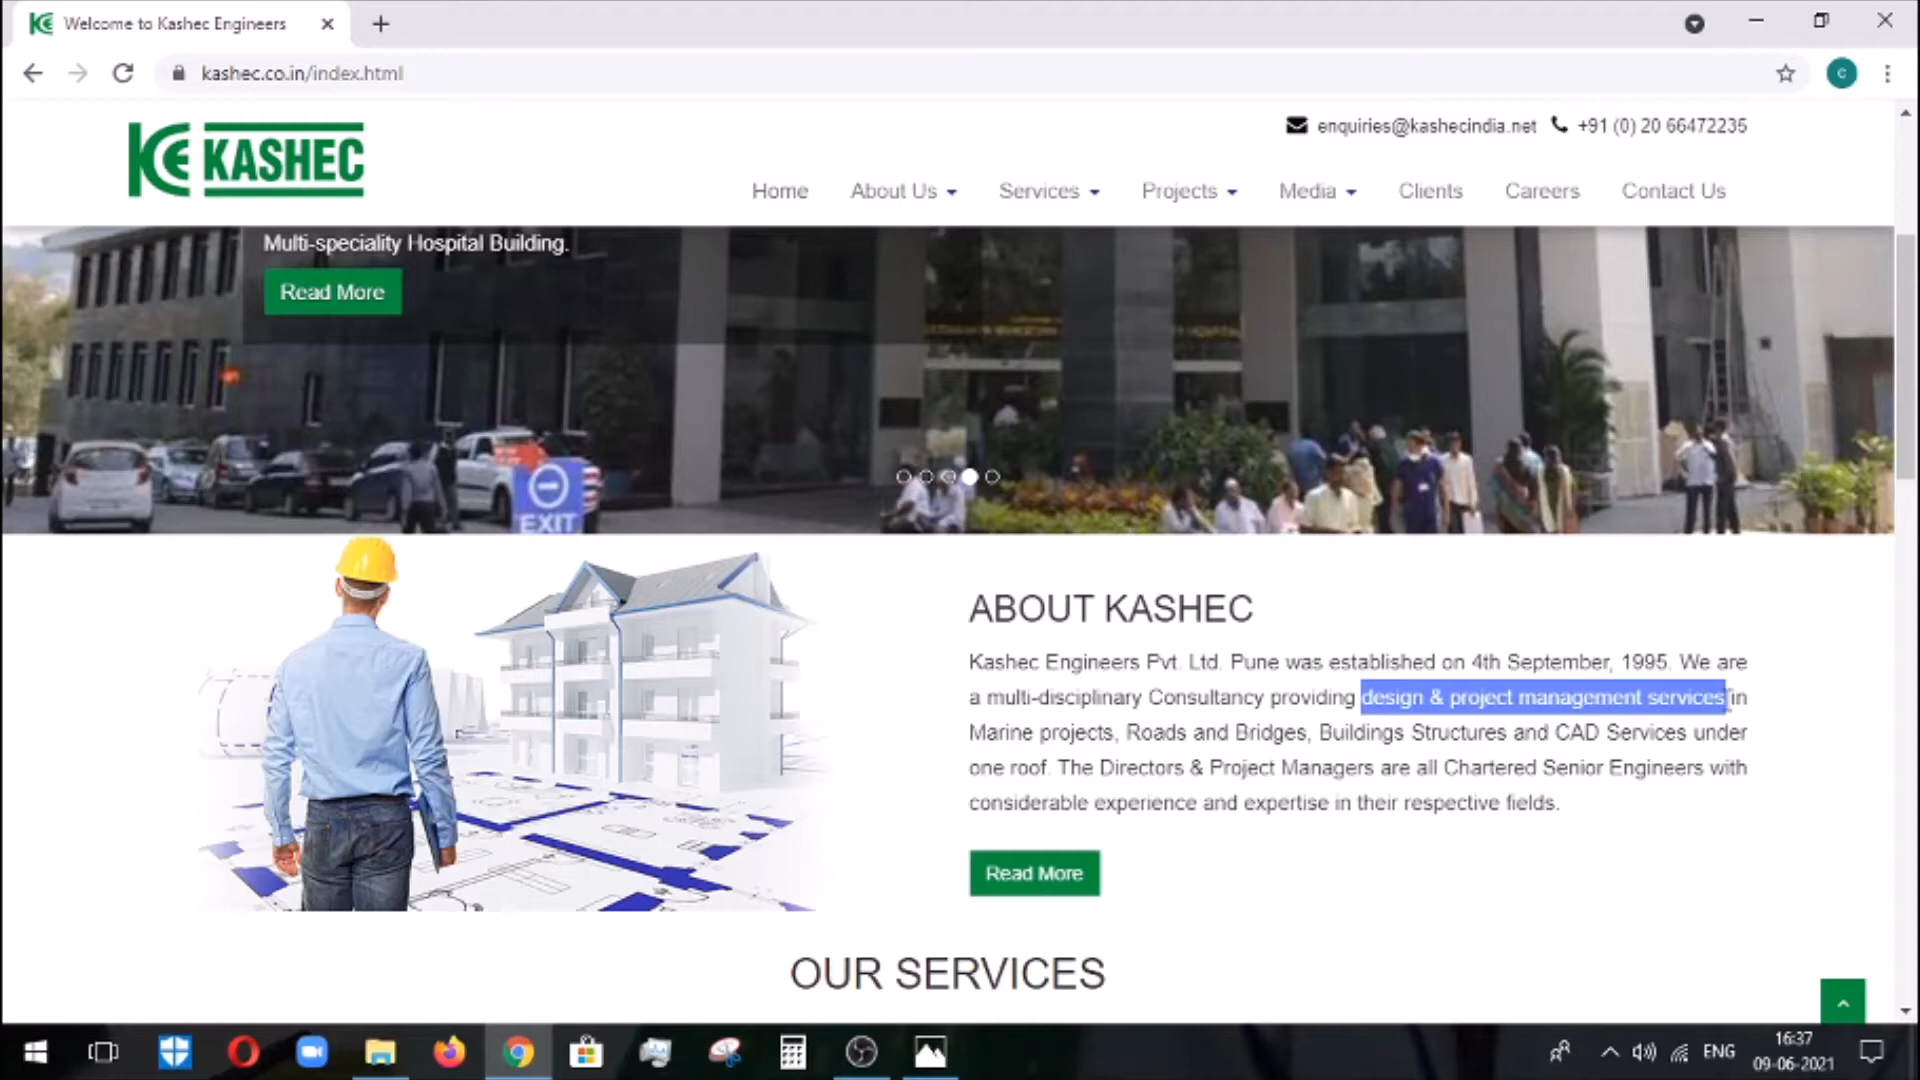 Welcome to Kashec Engineers
kashec.co.in/index.html
C
KE KASHEC
enquiries@kashecindia.net +91 (0) 20 66472235
Home About Us Services Projects Media Clients Careers Contact Us
Multi-speciality Hospital Building.
Read More
EXIT
ABOUT KASHEC
Kashec Engineers Pvt. Ltd. Pune was established on 4th September, 1995. We are
a multi-disciplinary Consultancy providing design & project management services in
Marine projects, Roads and Bridges, Buildings Structures and CAD Services under
one roof. The Directors & Project Managers are all Chartered Senior Engineers with
considerable experience and expertise in their respective fields.
Read More
OUR SERVICES
ENG
16:37
09-06-2021